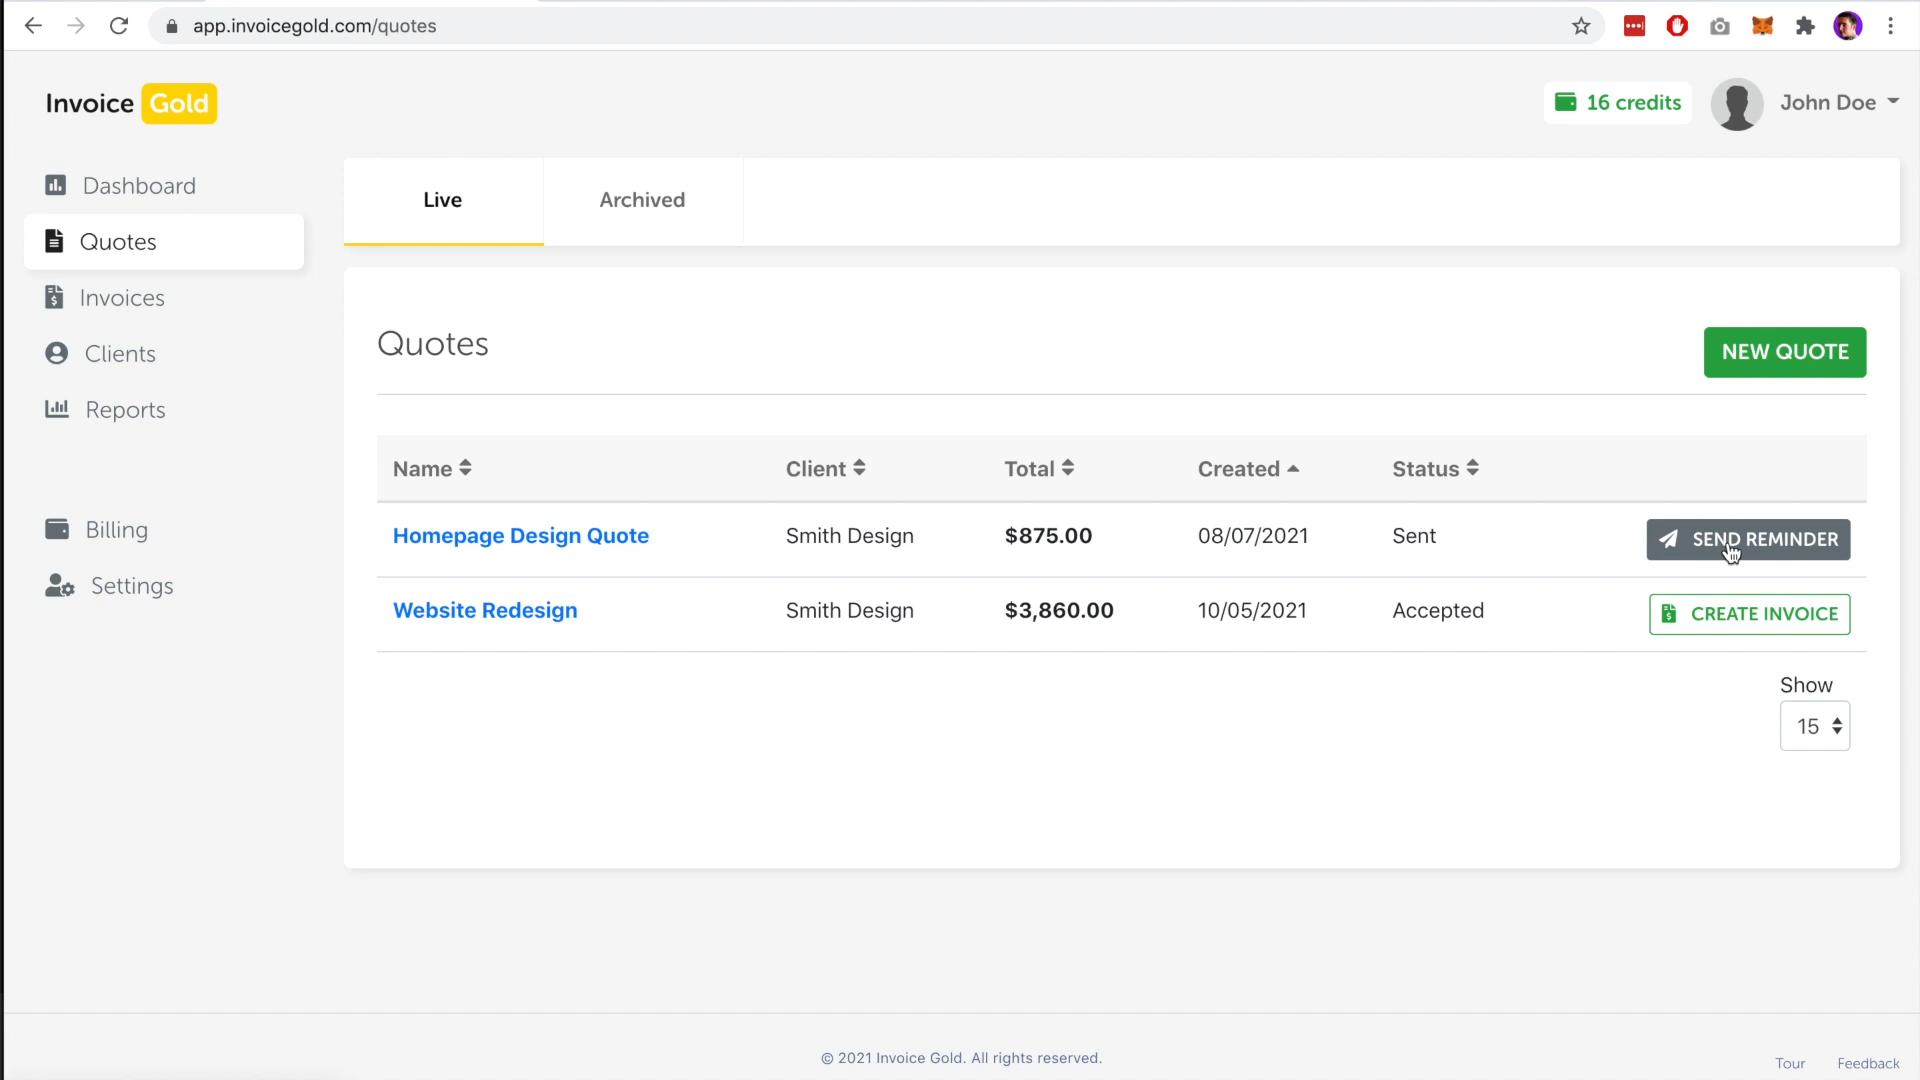 app.invoicegold.com/quotes
Invoice Gold
16 credits
John Doe
Dashboard
Quotes
Invoices
Clients
Reports
Billing
Settings
Live Archived
Quotes
NEW QUOTE
Name Client Total Created Status
Homepage Design Quote Smith Design $875.00 08/07/2021 Sent SEND REMINDER
Website Redesign Smith Design $3,860.00 10/05/2021 Accepted CREATE INVOICE
Show
15
© 2021 Invoice Gold. All rights reserved.
Tour Feedback